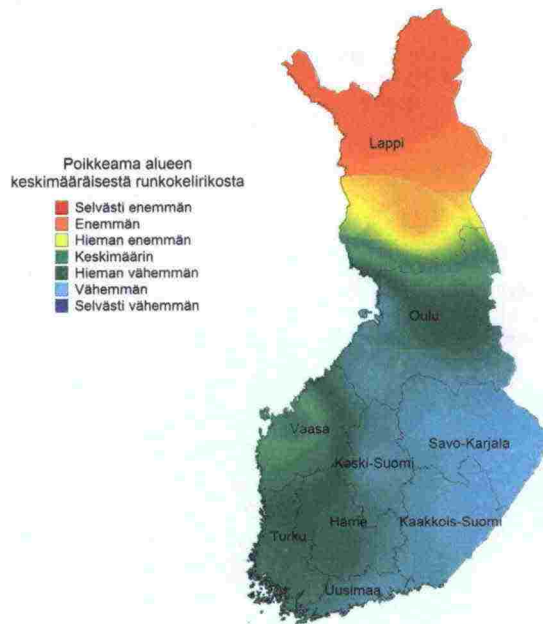 Poikkeama alueen
keskimääräisestä runkokelirikosta
Selvästi enemmän
Enemmän
Hieman enemmän
Keskimäärin
Hieman vähemmän
Vähemmän
Selvästi vähemmän
Lappi
Oulu
Vaasa
Savo-Karjala
Keski-Suomi
Häme
Kaakkois-Suomi
Turku
Uusimaa